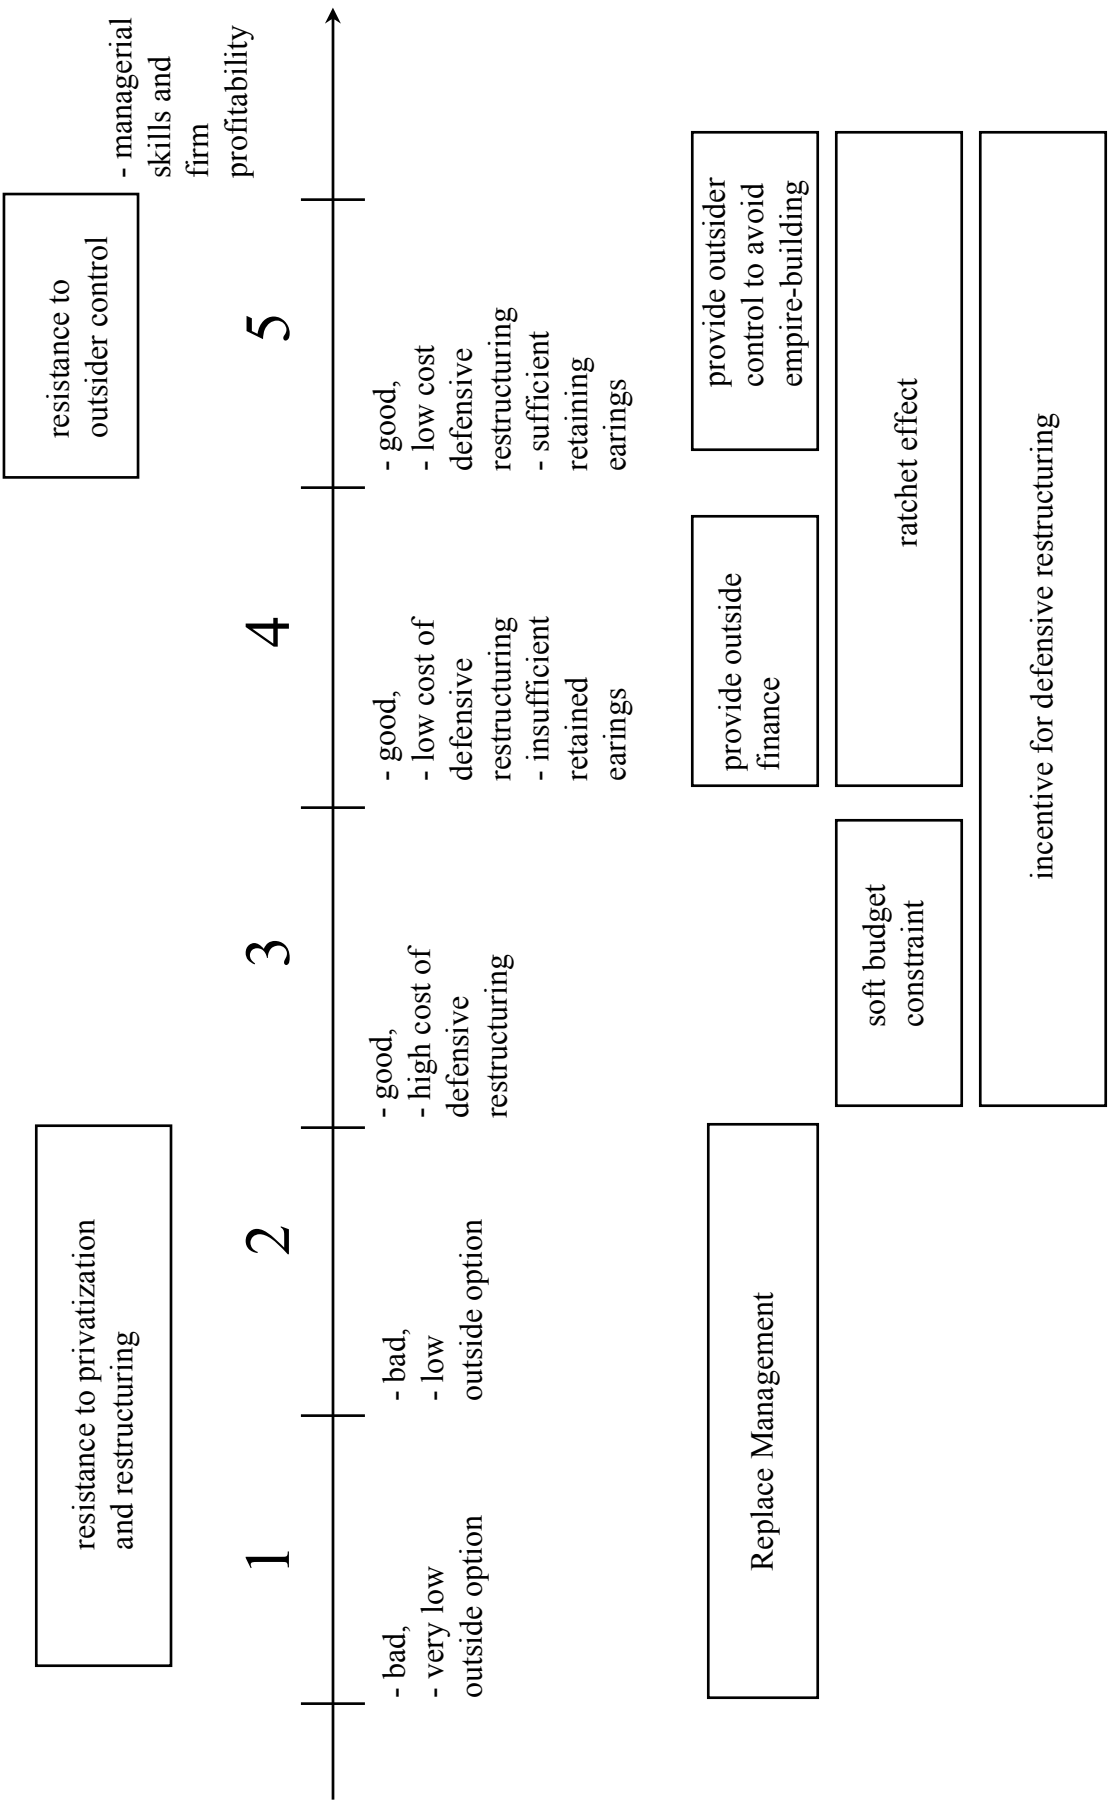 resistance to privatization
and restructuring
resistance to
outsider control
- managerial
skills and
firm
profitability
1
2
3
4
5
- bad,
- very low
outside option
- bad,
- low
outside option
- good,
- high cost of
defensive
restructuring
- good,
- low cost of
defensive
restructuring
- insufficient
retained
earings
- good,
- low cost
defensive
restructuring
- sufficient
retaining
earings
Replace Management
provide outside
finance
provide outsider
control to avoid
empire-building
soft budget
constraint
ratchet effect
incentive for defensive restructuring